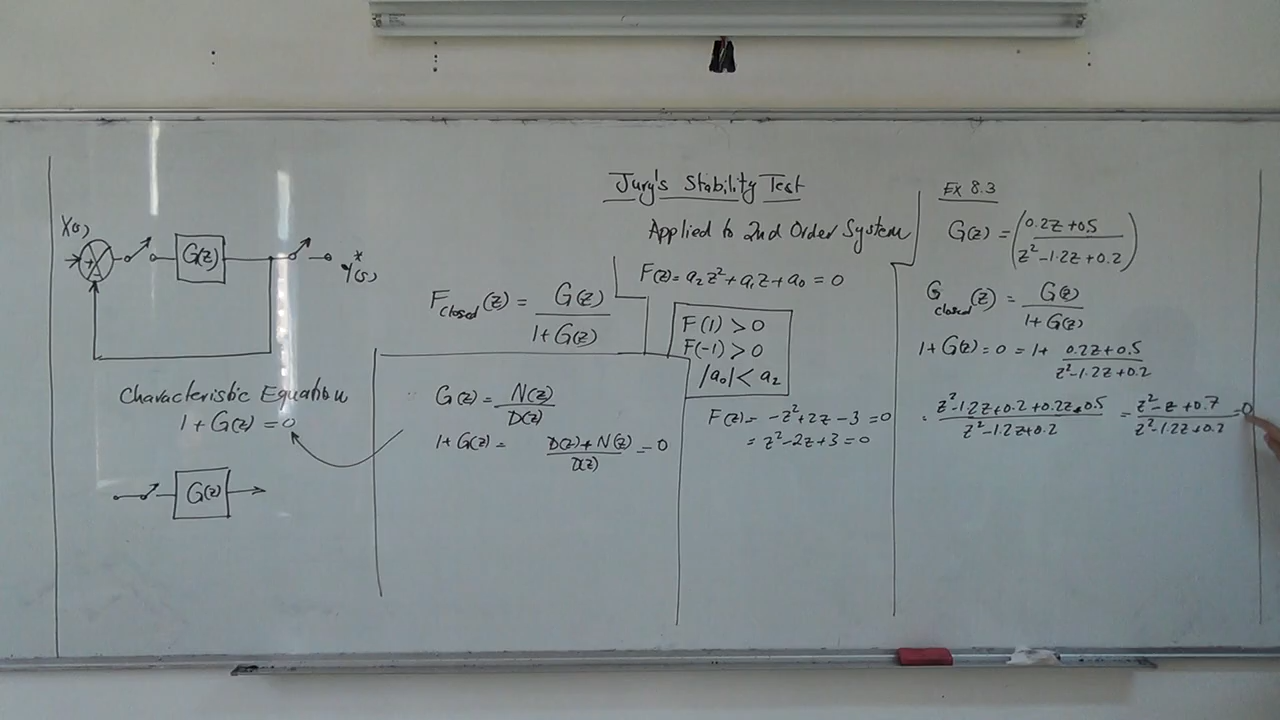 X(s)
+
-
G(z)
*
Y(s)
Characteristic Equation
1 + G(z) = 0
G(z)
F closed (z) = G(z) / 1 + G(z)
G(z) = N(z) / D(z)
1 + G(z) = D(z) + N(z) / D(z) = 0
Jury's Stability Test
Applied to 2nd Order System
F(z) = a₂z² + a₁z + a₀ = 0
F(1) > 0
F(-1) > 0
|a₀| < a₂
F(z) = -z² + 2z - 3 = 0
= z² - 2z + 3 = 0
EX 8.3
G(z) = (0.2z + 0.5 / z² - 1.2z + 0.2)
G closed (z) = G(z) / 1 + G(z)
1 + G(z) = 0 = 1 + 0.2z + 0.5 / z² - 1.2z + 0.2
= z² - 1.2z + 0.2 + 0.2z + 0.5 / z² - 1.2z + 0.2 = z² - z + 0.7 / z² - 1.2z + 0.2 = 0